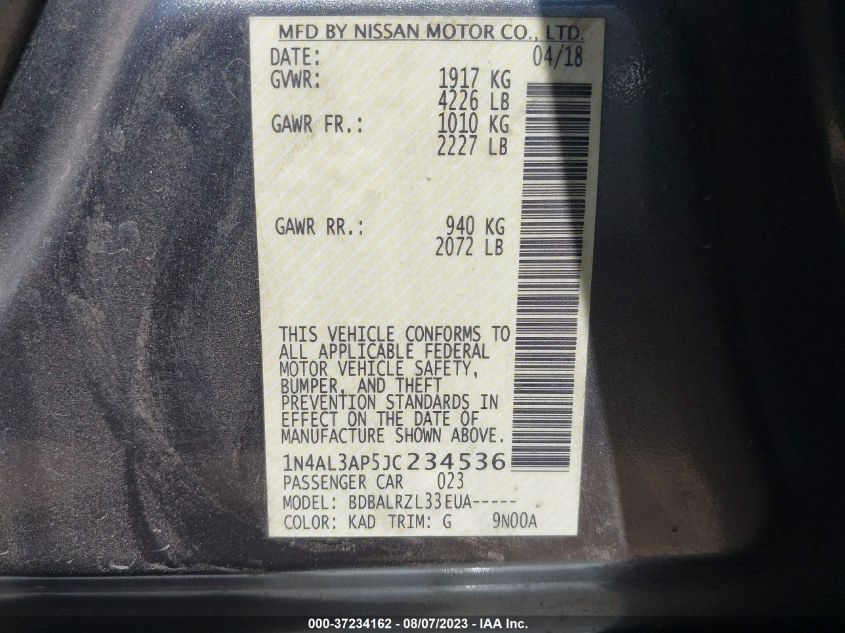 MFD BY NISSAN MOTOR CO., LTD.
DATE: 04/18
GVWR: 1917 KG
4226 LB
GAWR FR.: 1010 KG
2227 LB
GAWR RR.: 940 KG
2072 LB
THIS VEHICLE CONFORMS TO
ALL APPLICABLE FEDERAL
MOTOR VEHICLE SAFETY,
BUMPER, AND THEFT
PREVENTION STANDARDS IN
EFFECT ON THE DATE OF
MANUFACTURE SHOWN ABOVE.
1N4AL3AP5JC234536
PASSENGER CAR 023
MODEL: BDBALRZL33EUA-----
COLOR: KAD TRIM: G 9N00A
000-37234162 - 08/07/2023 - IAA Inc.